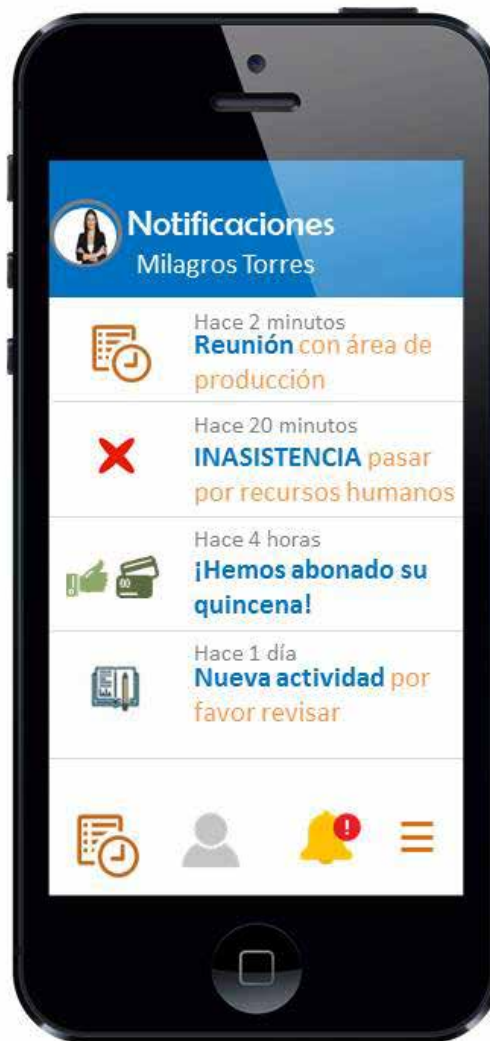 Notificaciones
Milagros Torres
Hace 2 minutos
Reunión con área de
producción
Hace 20 minutos
INASISTENCIA pasar
por recursos humanos
Hace 4 horas
¡Hemos abonado su
quincena!
Hace 1 día
Nueva actividad por
favor revisar
!